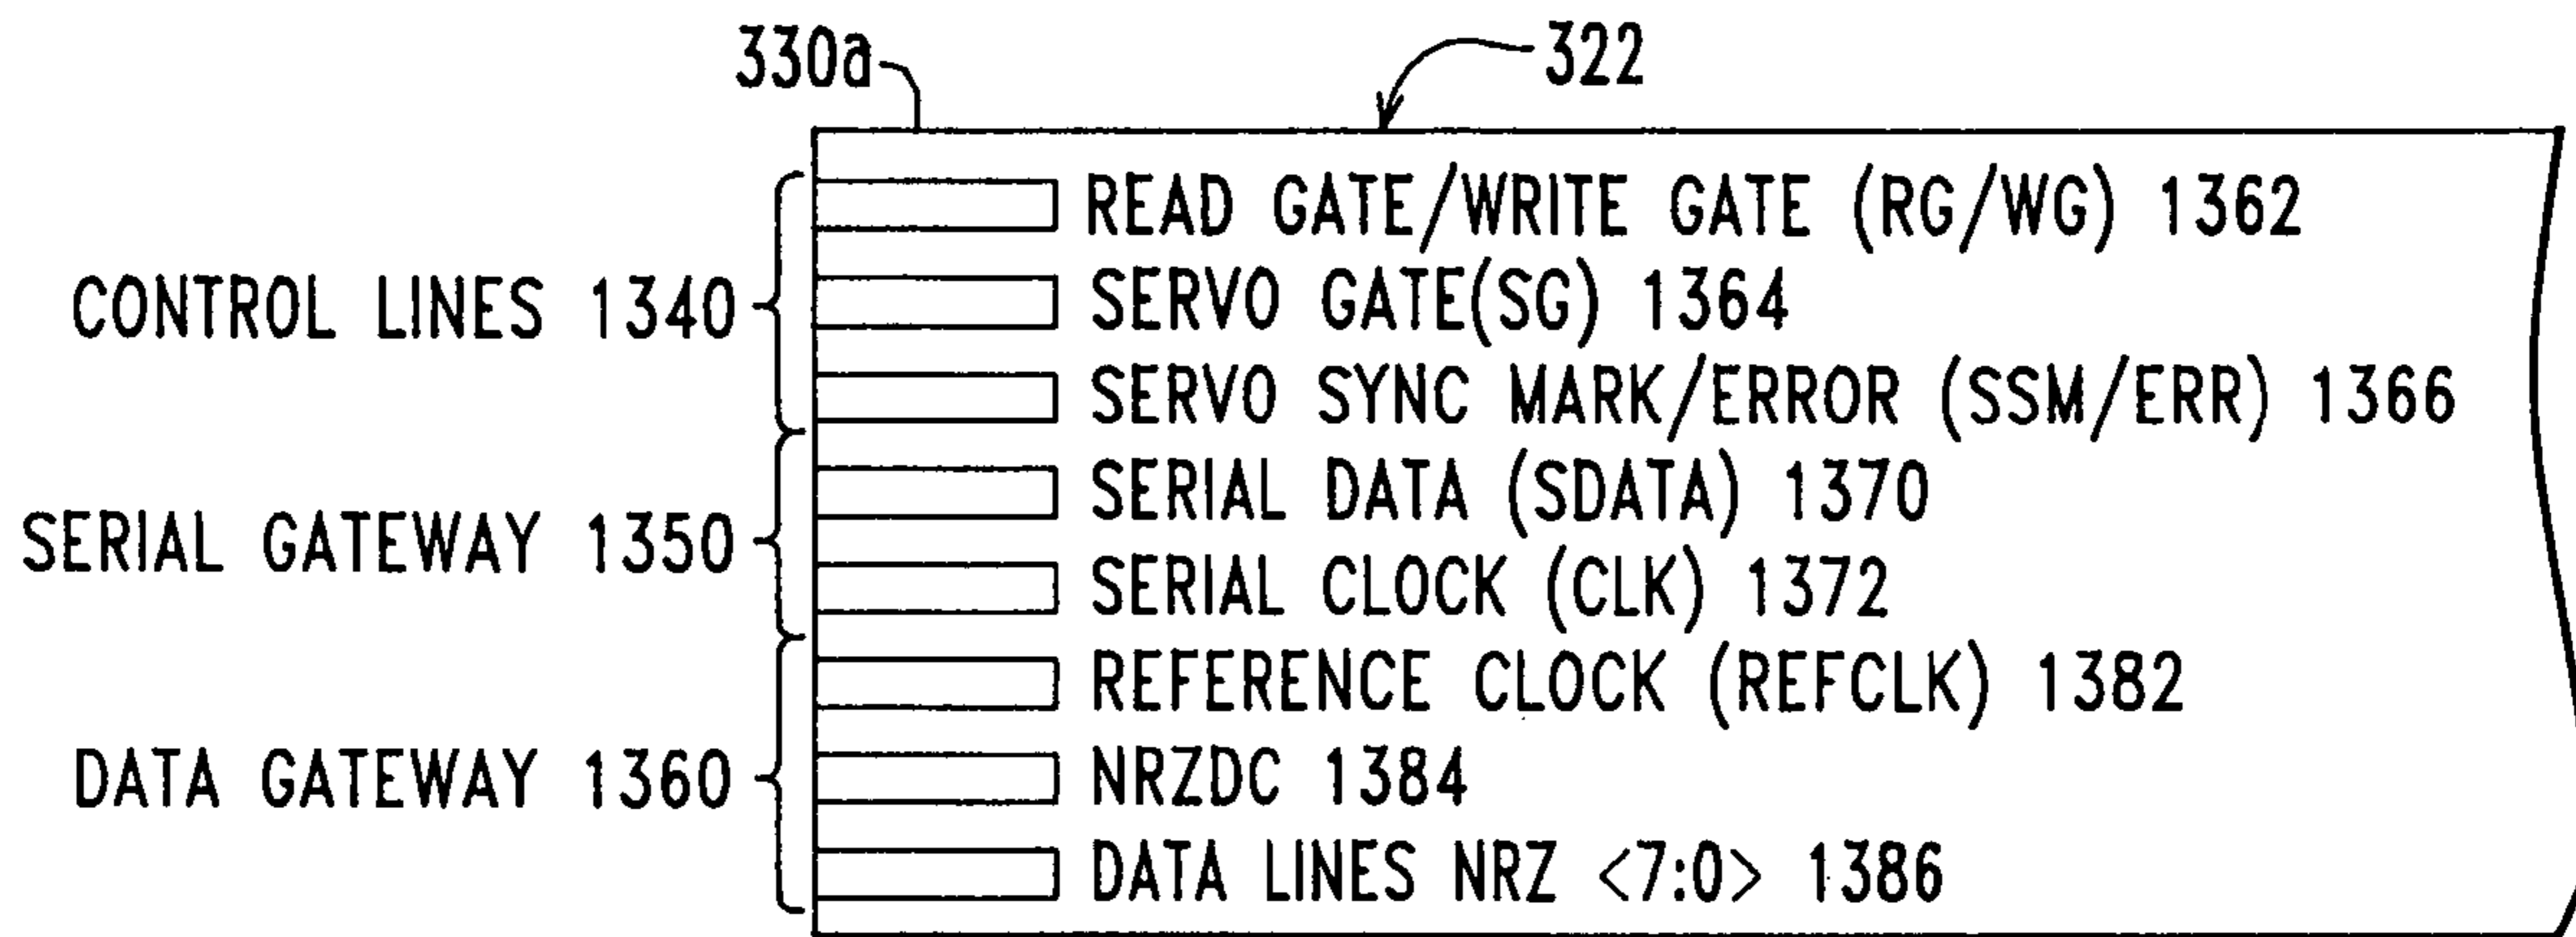 330a
322
READ GATE/WRITE GATE (RG/WG) 1362
CONTROL LINES 1340
SERVO GATE(SG) 1364
SERVO SYNC MARK/ERROR (SSM/ERR) 1366
SERIAL GATEWAY 1350
SERIAL DATA (SDATA) 1370
SERIAL CLOCK (CLK) 1372
DATA GATEWAY 1360
REFERENCE CLOCK (REFCLK) 1382
NRZDC 1384
DATA LINES NRZ <7:0> 1386